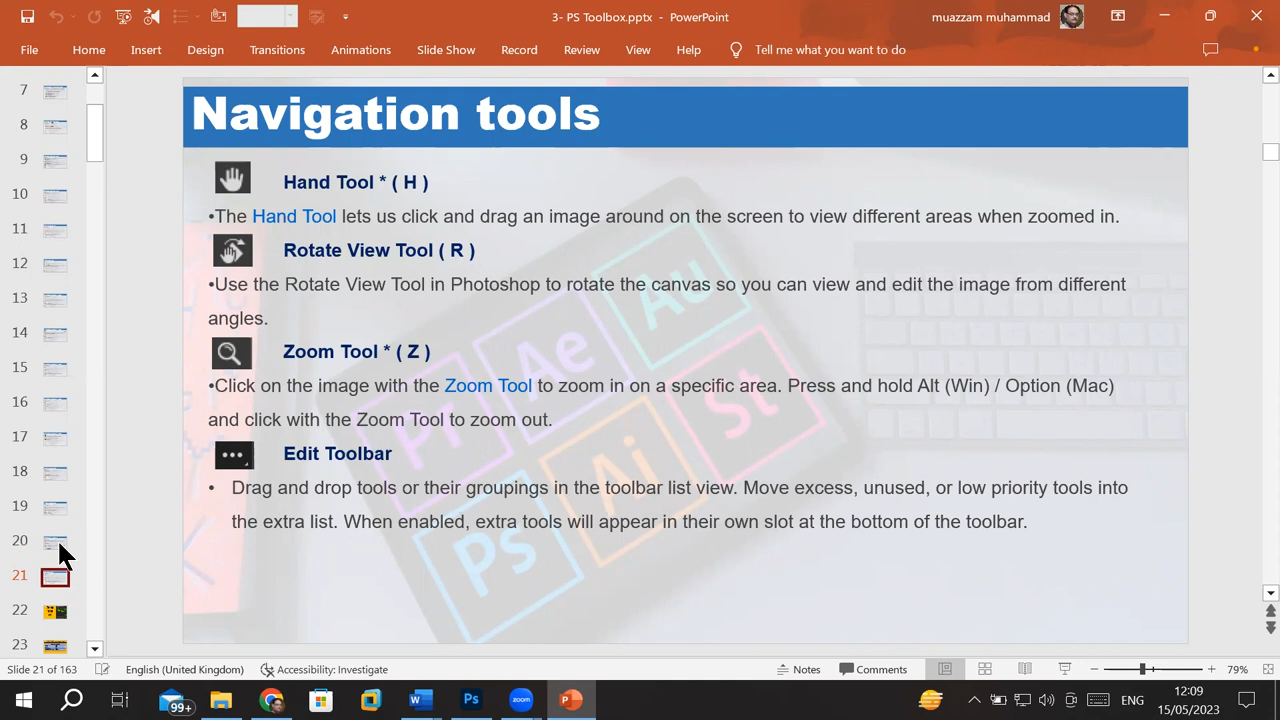 3- PS Toolbox.pptx - PowerPoint
muazzam muhammad
File Home Insert Design Transitions Animations Slide Show Record Review View Help Tell me what you want to do
7
8
9
10
11
12
13
14
15
16
17
18
19
20
21
22
23
Navigation tools
Hand Tool * ( H )
•The Hand Tool lets us click and drag an image around on the screen to view different areas when zoomed in.
Rotate View Tool ( R )
•Use the Rotate View Tool in Photoshop to rotate the canvas so you can view and edit the image from different
angles.
Zoom Tool * ( Z )
•Click on the image with the Zoom Tool to zoom in on a specific area. Press and hold Alt (Win) / Option (Mac)
and click with the Zoom Tool to zoom out.
Edit Toolbar
• Drag and drop tools or their groupings in the toolbar list view. Move excess, unused, or low priority tools into
the extra list. When enabled, extra tools will appear in their own slot at the bottom of the toolbar.
Au
Ae
Pr
Ai
Ps
Slide 21 of 163 English (United Kingdom) Accessibility: Investigate Notes Comments 79%
99+ W Ps zoom P ENG
12:09
15/05/2023